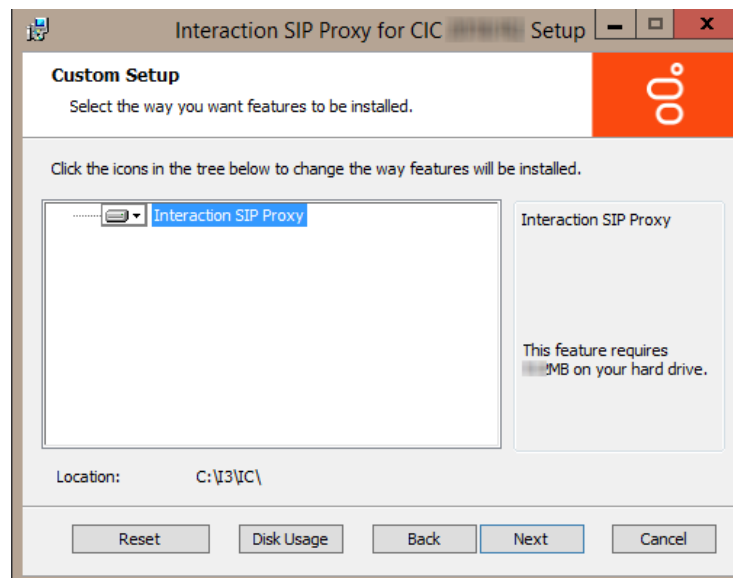 Interaction SIP Proxy for CIC Setup
Custom Setup
Select the way you want features to be installed.
Click the icons in the tree below to change the way features will be installed.
Interaction SIP Proxy
Interaction SIP Proxy
This feature requires
MB on your hard drive.
Location: C:\I3\IC\
Reset Disk Usage Back Next Cancel